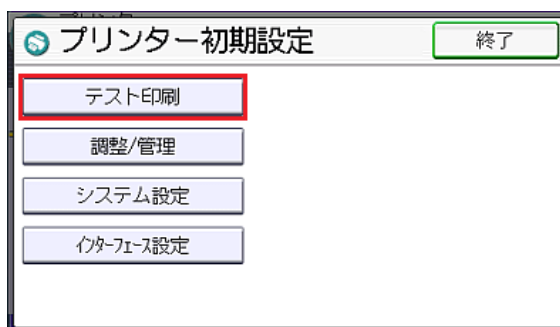 プリンター初期設定
終了
テスト印刷
調整/管理
システム設定
インターフェース設定